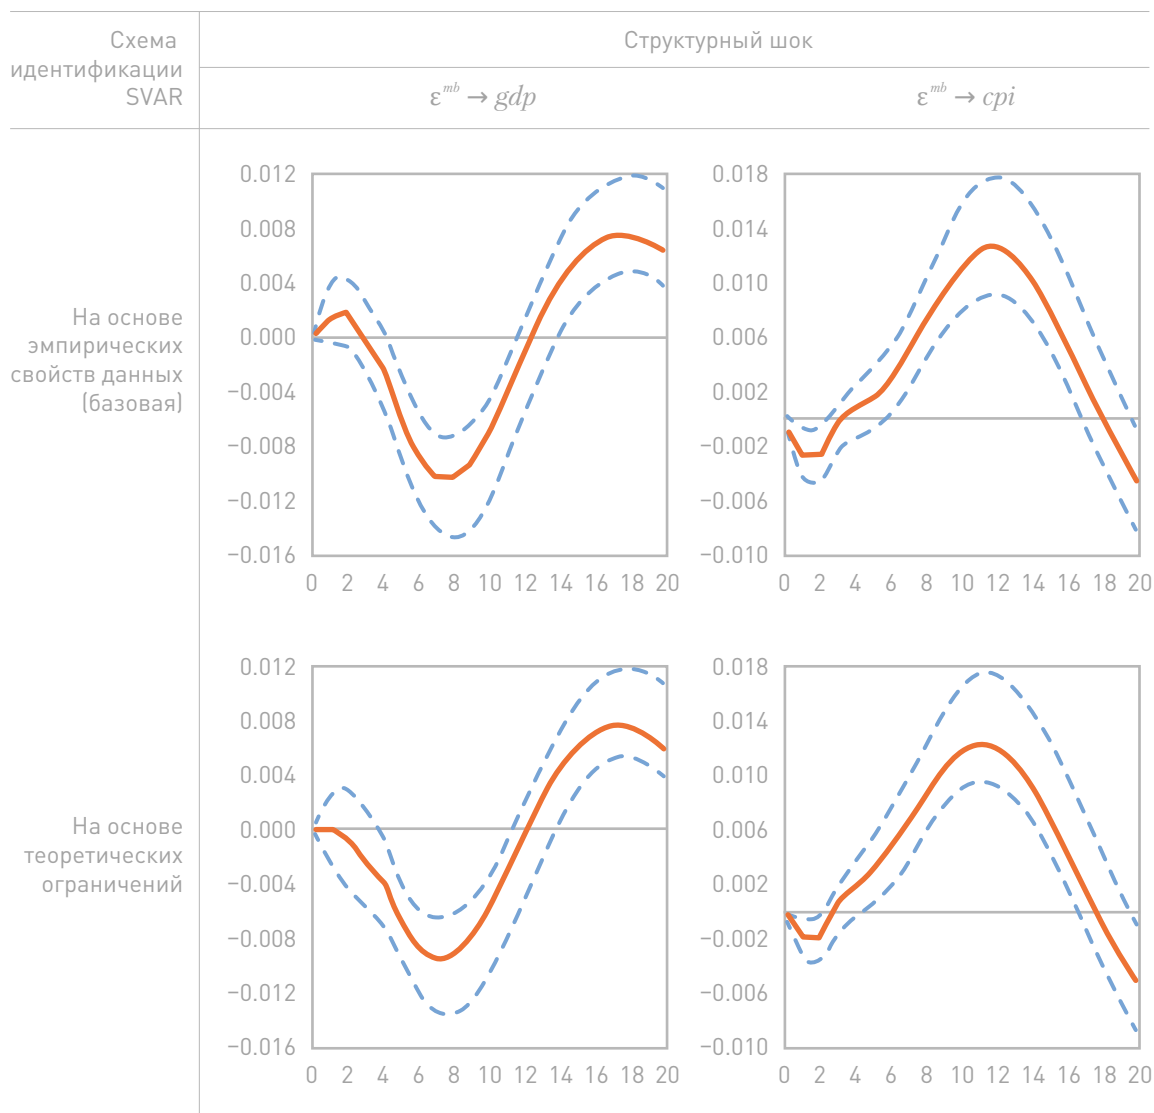 Схема
идентификации
SVAR
Структурный шок
ε^mb → gdp
ε^mb → cpi
На основе
эмпирических
свойств данных
(базовая)
0.012
0.008
0.004
0.000
−0.004
−0.008
−0.012
−0.016
0 2 4 6 8 10 12 14 16 18 20
0.018
0.014
0.010
0.006
0.002
−0.002
−0.006
−0.010
0 2 4 6 8 10 12 14 16 18 20
На основе
теоретических
ограничений
0.012
0.008
0.004
0.000
−0.004
−0.008
−0.012
−0.016
0 2 4 6 8 10 12 14 16 18 20
0.018
0.014
0.010
0.006
0.002
−0.002
−0.006
−0.010
0 2 4 6 8 10 12 14 16 18 20